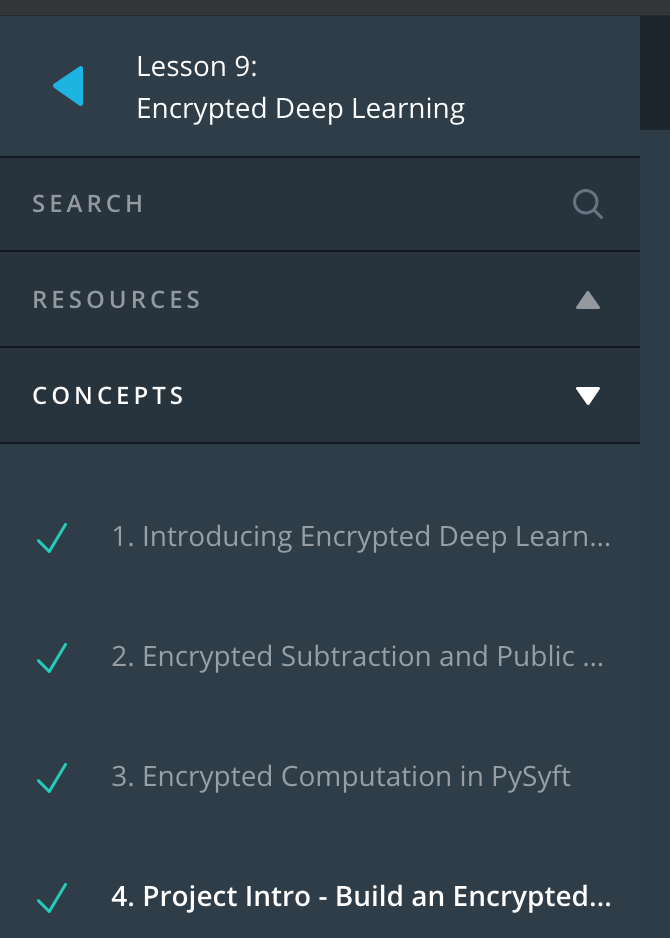 Lesson 9:
Encrypted Deep Learning
SEARCH
RESOURCES
CONCEPTS
1. Introducing Encrypted Deep Learn...
2. Encrypted Subtraction and Public ...
3. Encrypted Computation in PySyft
4. Project Intro - Build an Encrypted...